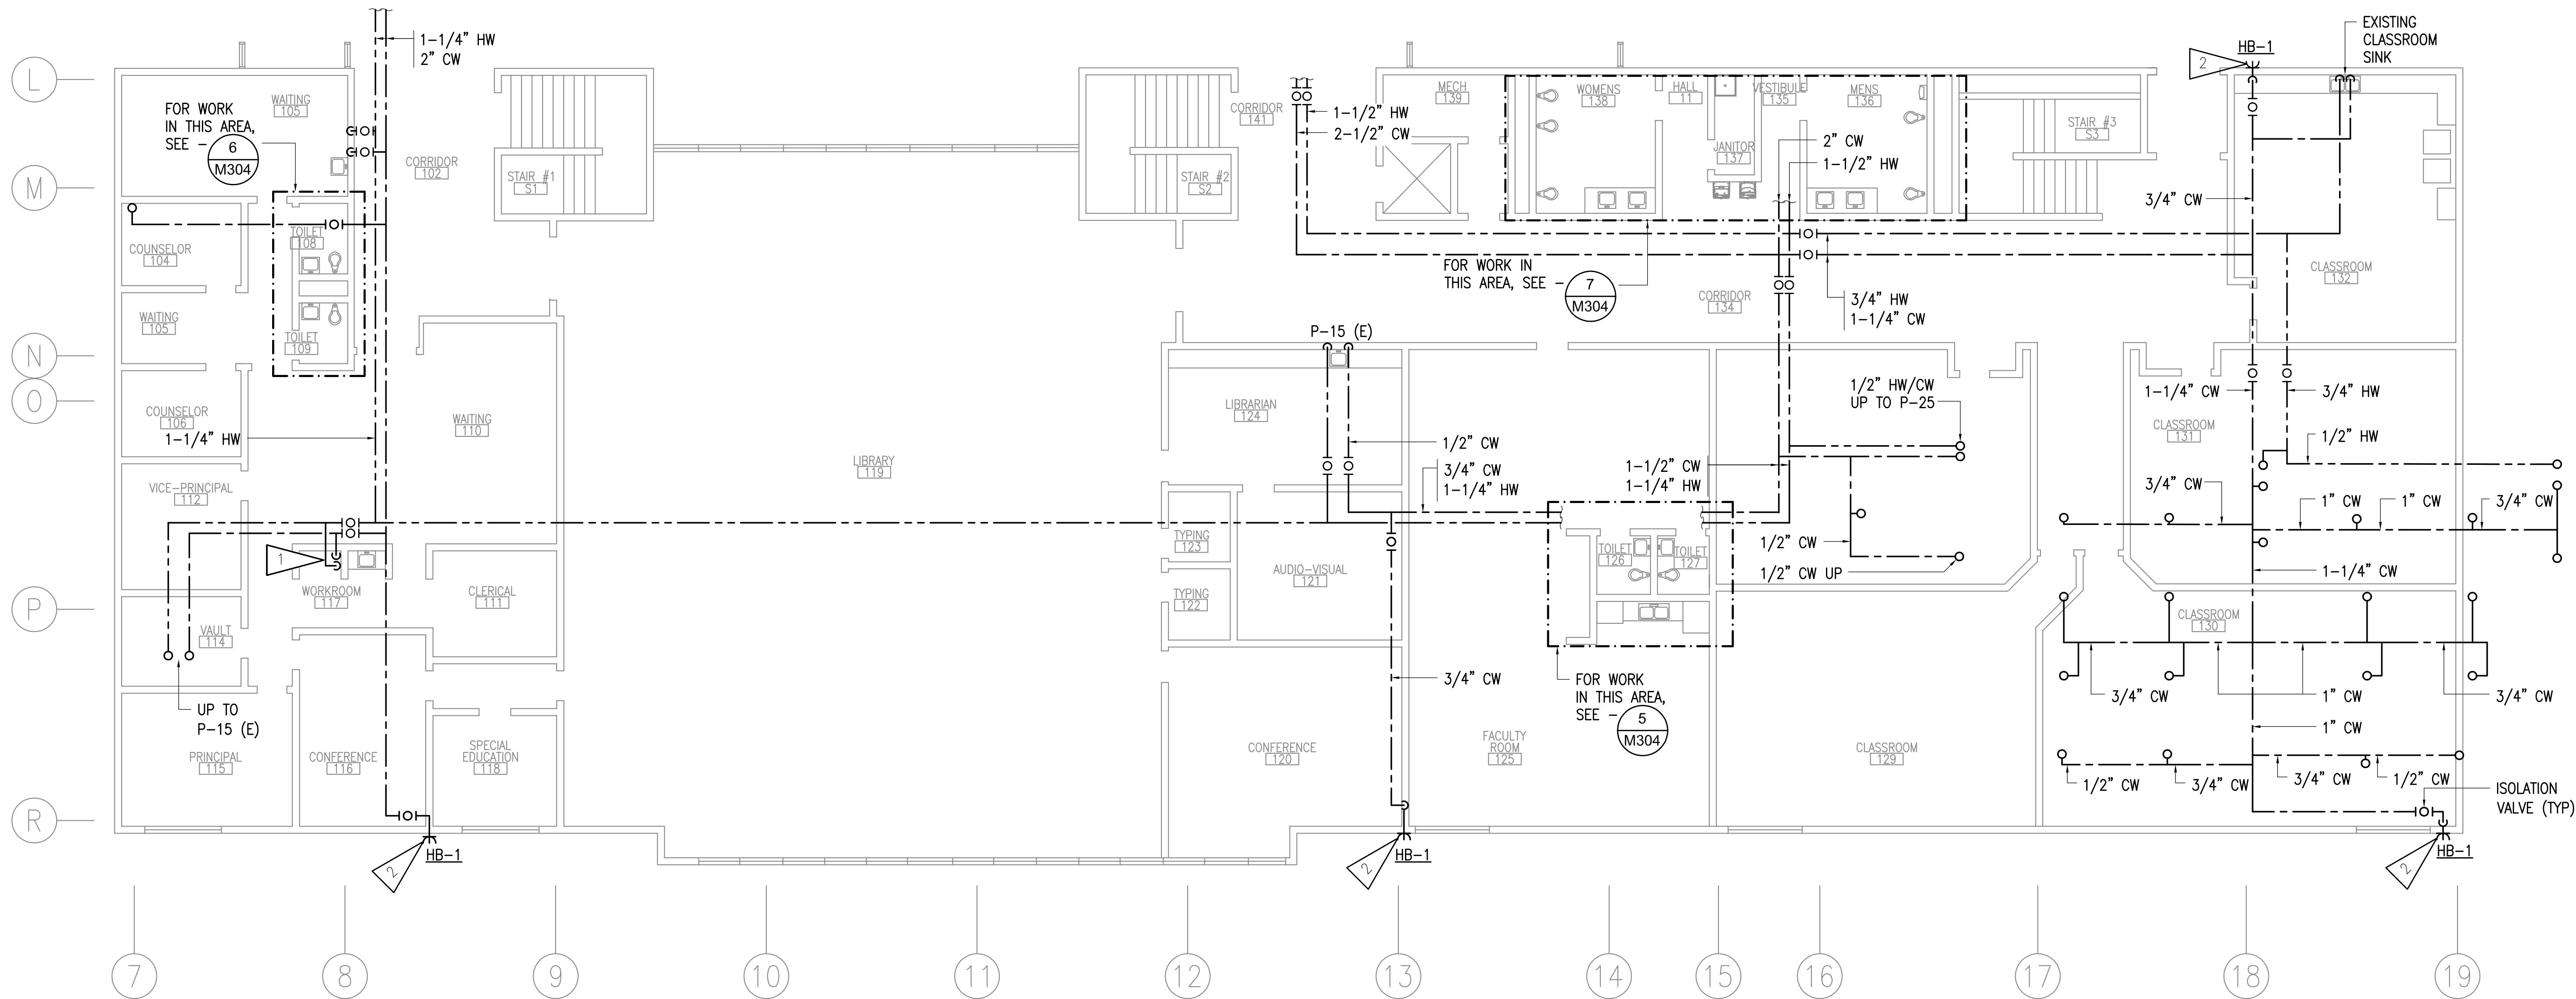 1-1/4" HW
2" CW
EXISTING
CLASSROOM
SINK
HB-1
2
L
WAITING
105
FOR WORK
IN THIS AREA,
SEE -
6
M304
CORRIDOR
102
STAIR #1
S1
STAIR #2
S2
CORRIDOR
141
1-1/2" HW
2-1/2" CW
MECH
139
WOMENS
138
HALL
11
VESTIBULE
135
MENS
136
JANITOR
137
2" CW
1-1/2" HW
STAIR #3
S3
M
3/4" CW
COUNSELOR
104
TOILET
108
FOR WORK IN
THIS AREA, SEE -
7
M304
CORRIDOR
134
3/4" HW
1-1/4" CW
CLASSROOM
132
WAITING
105
TOILET
109
N
P-15 (E)
O
COUNSELOR
106
1-1/4" HW
WAITING
110
LIBRARIAN
124
1/2" HW/CW
UP TO P-25
1-1/4" CW
3/4" HW
CLASSROOM
131
1/2" HW
VICE-PRINCIPAL
112
LIBRARY
119
1/2" CW
3/4" CW
1-1/4" HW
1-1/2" CW
1-1/4" HW
3/4" CW
1" CW
1" CW
3/4" CW
1
WORKROOM
117
CLERICAL
111
TYPING
123
AUDIO-VISUAL
121
TYPING
122
TOILET
126
TOILET
127
1/2" CW
1/2" CW UP
1-1/4" CW
P
VAULT
114
CLASSROOM
130
UP TO
P-15 (E)
3/4" CW
FOR WORK
IN THIS AREA,
SEE -
5
M304
3/4" CW
1" CW
3/4" CW
1" CW
PRINCIPAL
115
CONFERENCE
116
SPECIAL
EDUCATION
118
CONFERENCE
120
FACULTY
ROOM
125
CLASSROOM
129
1/2" CW
3/4" CW
3/4" CW
1/2" CW
ISOLATION
VALVE (TYP)
R
2
HB-1
2
HB-1
2
HB-1
7
8
9
10
11
12
13
14
15
16
17
18
19